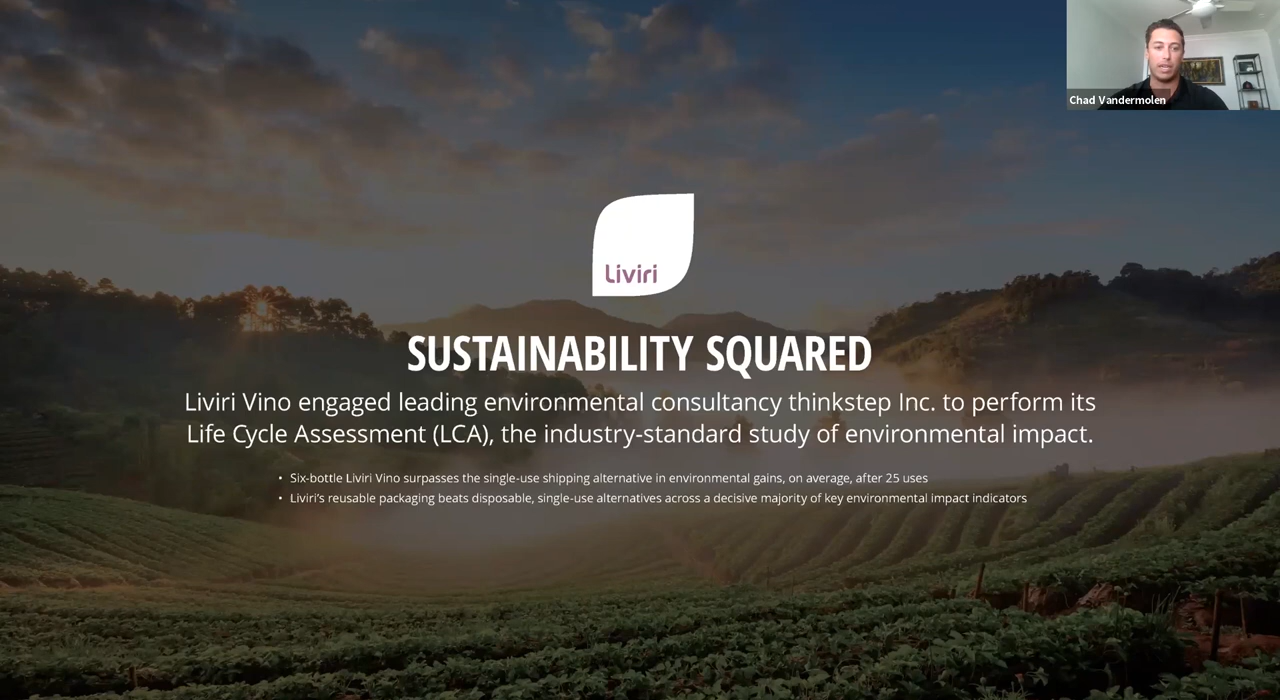 Chad Vandermolen
Liviri
SUSTAINABILITY SQUARED
Liviri Vino engaged leading environmental consultancy thinkstep Inc. to perform its
Life Cycle Assessment (LCA), the industry-standard study of environmental impact.
• Six-bottle Liviri Vino surpasses the single-use shipping alternative in environmental gains, on average, after 25 uses
• Liviri’s reusable packaging beats disposable, single-use alternatives across a decisive majority of key environmental impact indicators